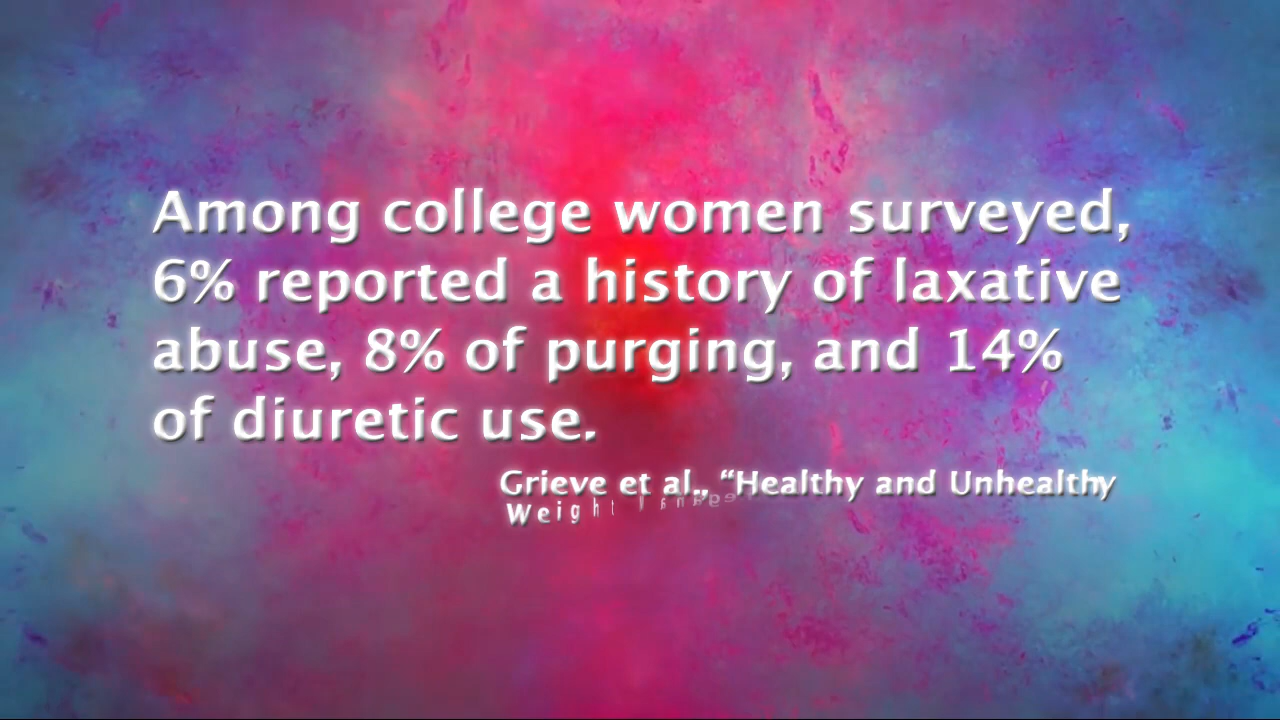 Among college women surveyed,
6% reported a history of laxative
abuse, 8% of purging, and 14%
of diuretic use.
Grieve et al., “Healthy and Unhealthy
Weight